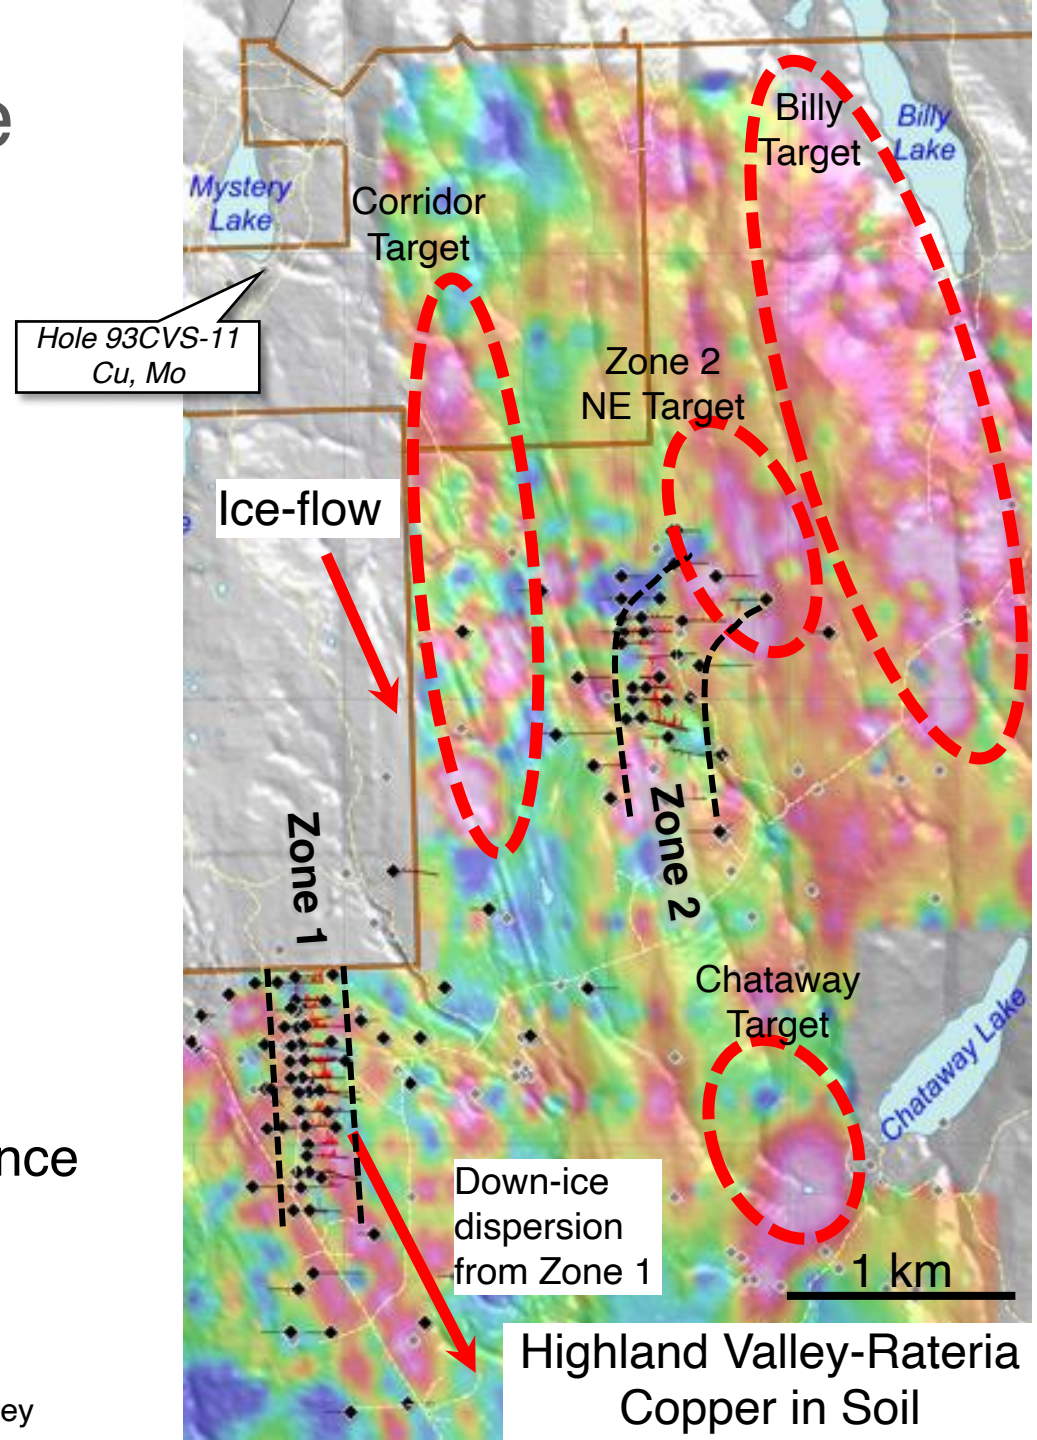 e
Billy
Target
Billy
Lake
Mystery
Lake
Corridor
Target
Hole 93CVS-11
Cu, Mo
Zone 2
NE Target
Ice-flow
e
Zone 1
Zone 2
Chataway
Target
Chataway Lake
nce
Down-ice
dispersion
from Zone 1
1 km
Highland Valley-Rateria
Copper in Soil
ey